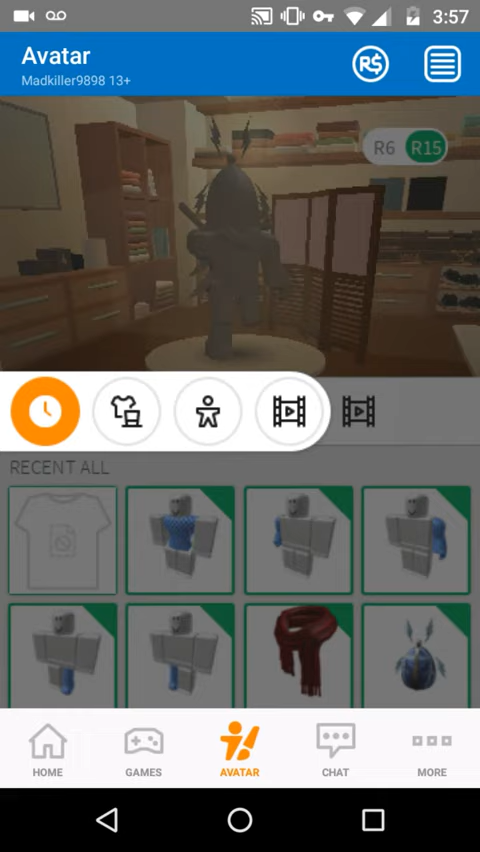 3:57
Avatar
Madkiller9898 13+
R$
R6 R15
RECENT ALL
HOME GAMES AVATAR CHAT MORE